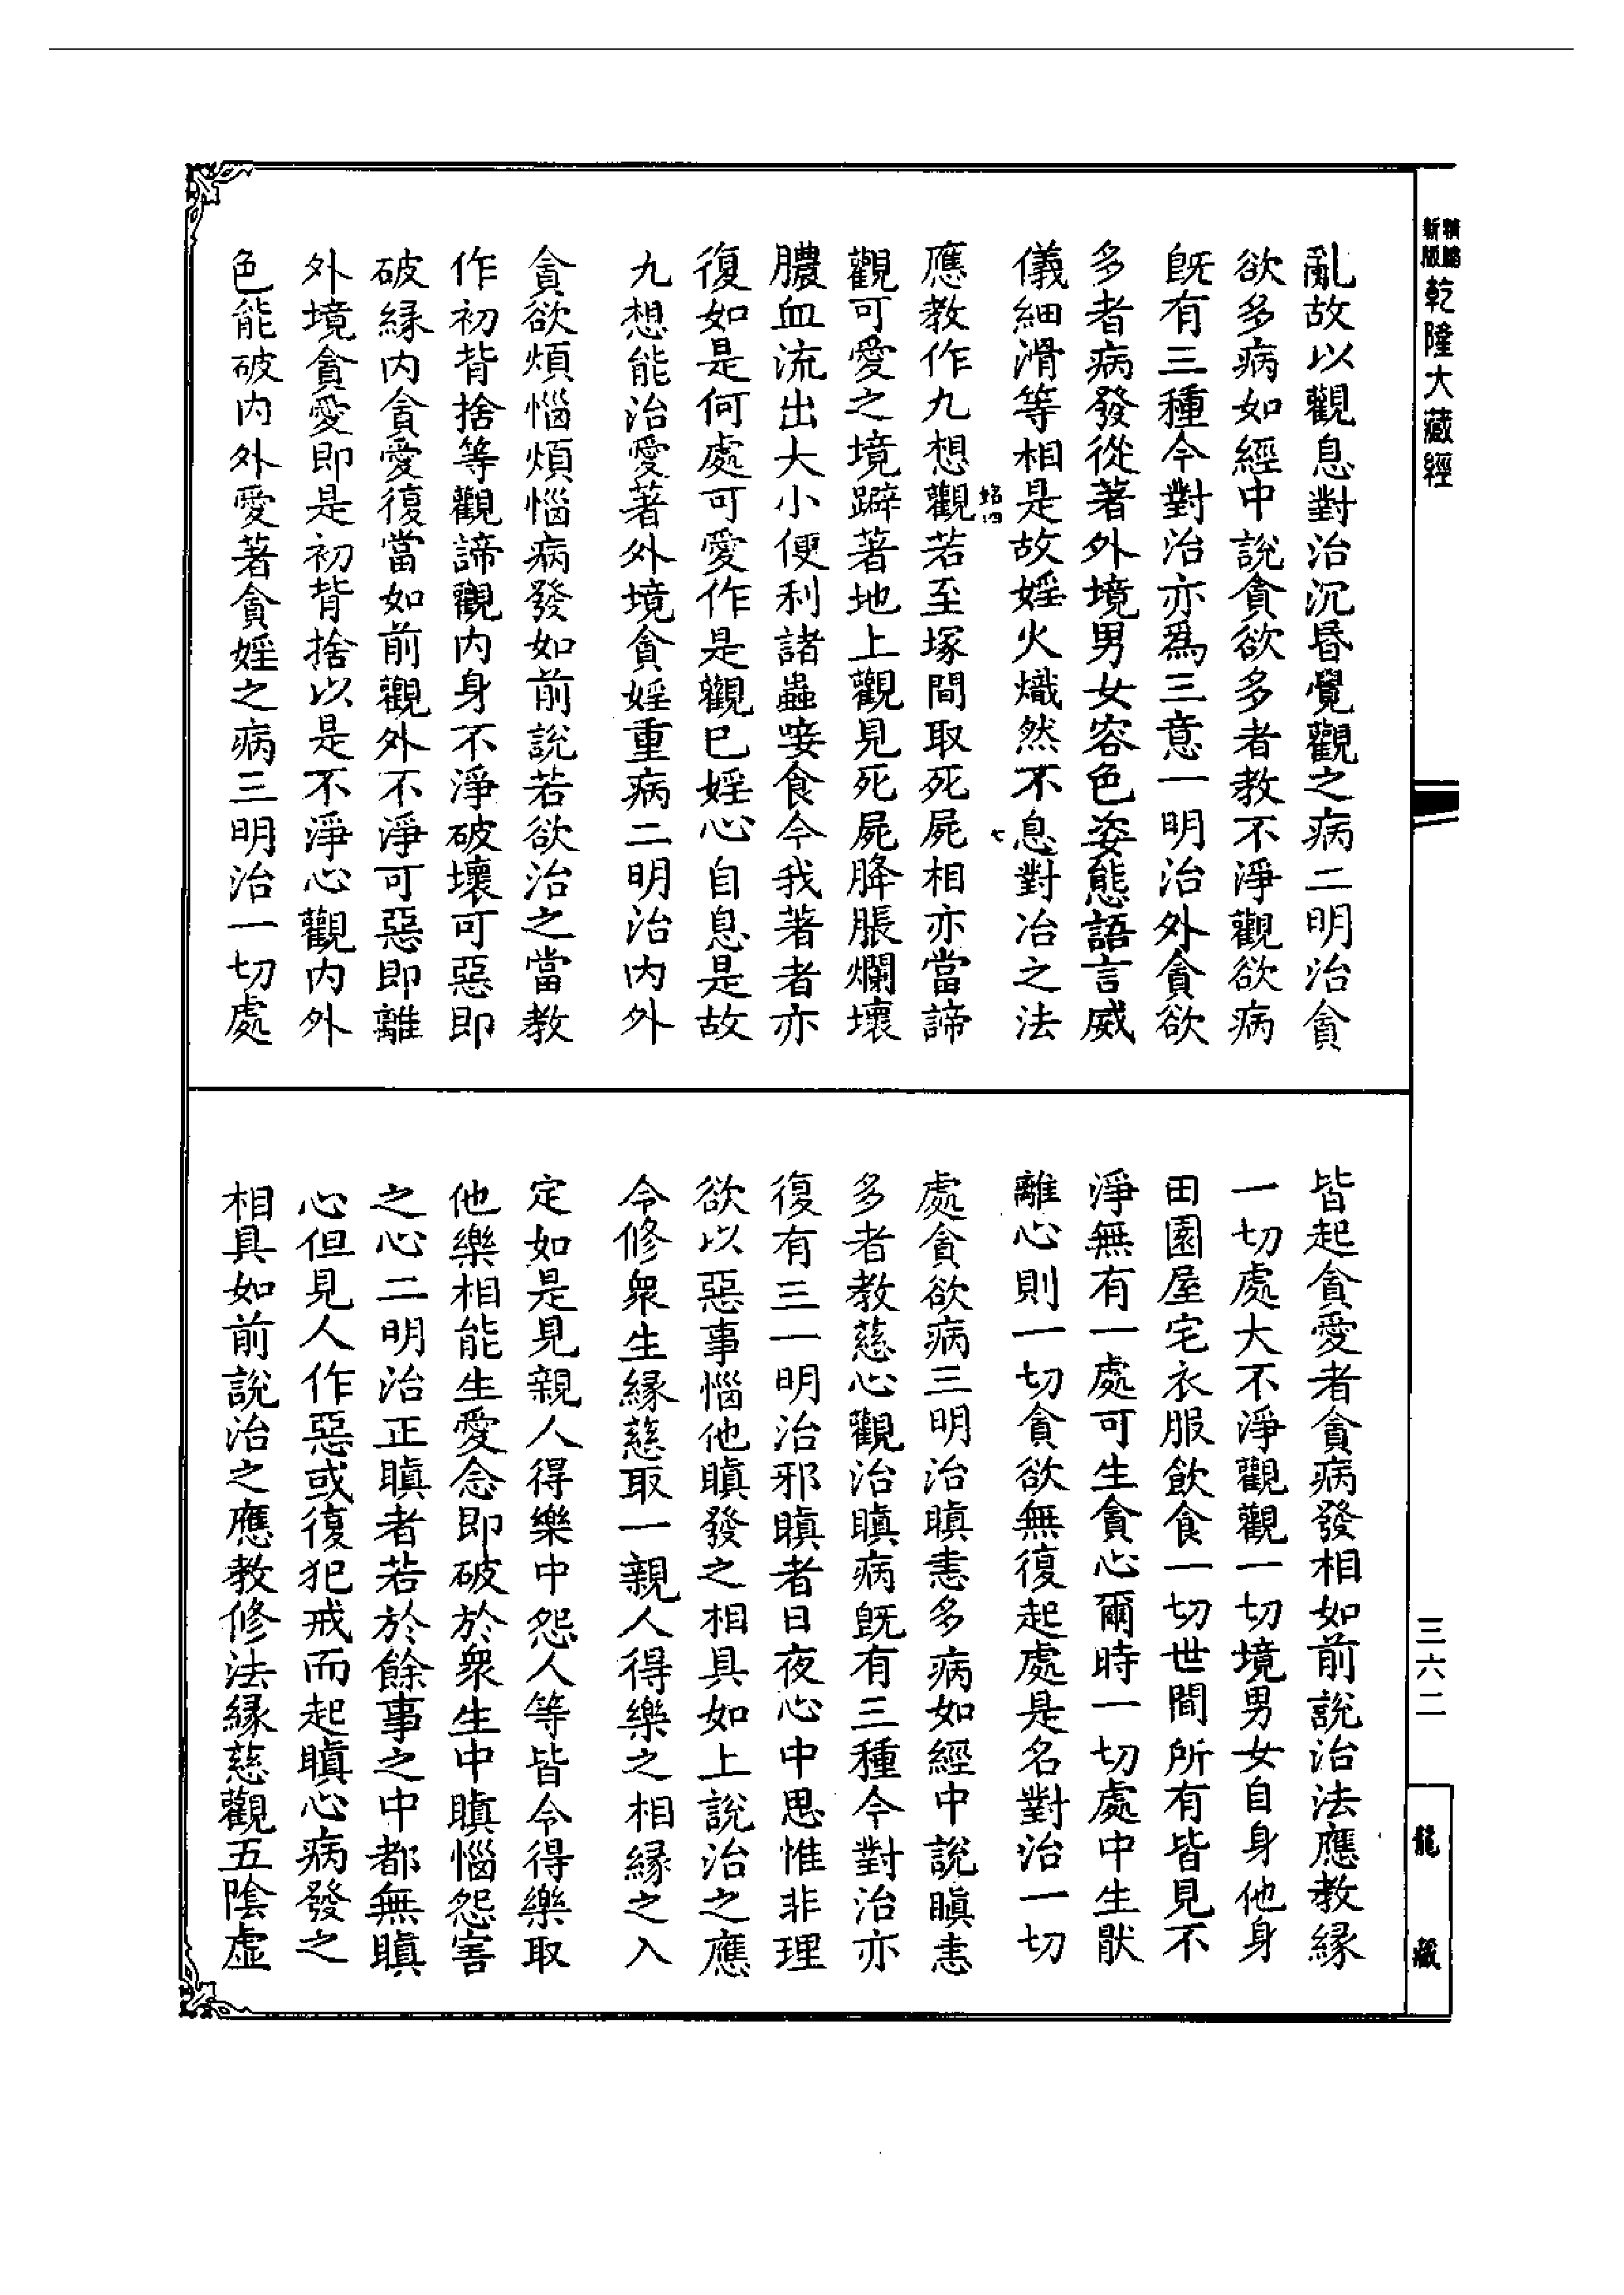 新版
乾隆大藏經
亂故以觀息對治沉昏覺觀之病二明治貪
欲多病如經中說貪欲多者教不淨觀欲病
旣有三種今對治亦爲三意一明治外貪欲
多者病發從著外境男女容色姿態語言威
儀細滑等相是故婬火熾然不息對治之法
七
應教作九想觀若至塚間取死屍相亦當諦
觀可愛之境躃著地上觀見死屍胮脹爛壞
膿血流出大小便利諸蟲唼食今我著者亦
復如是何處可愛作是觀已婬心自息是故
九想能治愛著外境貪婬重病二明治內外
貪欲煩惱煩惱病發如前說若欲治之當教
作初背捨等觀諦觀內身不淨破壞可惡即
破緣內貪愛復當如前觀外不淨可惡即離
外境貪愛即是初背捨以是不淨心觀內外
色能破內外愛著貪婬之病三明治一切處
皆起貪愛者貪病發相如前說治法應教緣
一切處大不淨觀觀一切境男女自身他身
田園屋宅衣服飲食一切世間所有皆見不
淨無有一處可生貪心爾時一切處中生猒
離心則一切貪欲無復起處是名對治一切
處貪欲病三明治瞋恚多病如經中說瞋恚
多者教慈心觀治瞋病旣有三種今對治亦
復有三一明治邪瞋者日夜心中思惟非理
欲以惡事惱他瞋發之相具如上說治之應
令修衆生緣慈取一親人得樂之相緣之入
定如是見親人得樂中怨人等皆令得樂取
他樂相能生愛念即破於衆生中瞋惱怨害
之心二明治正瞋者若於餘事之中都無瞋
心但見人作惡或復犯戒而起瞋心病發之
相具如前說治之應教修法緣慈觀五陰虛
三六二
龍藏